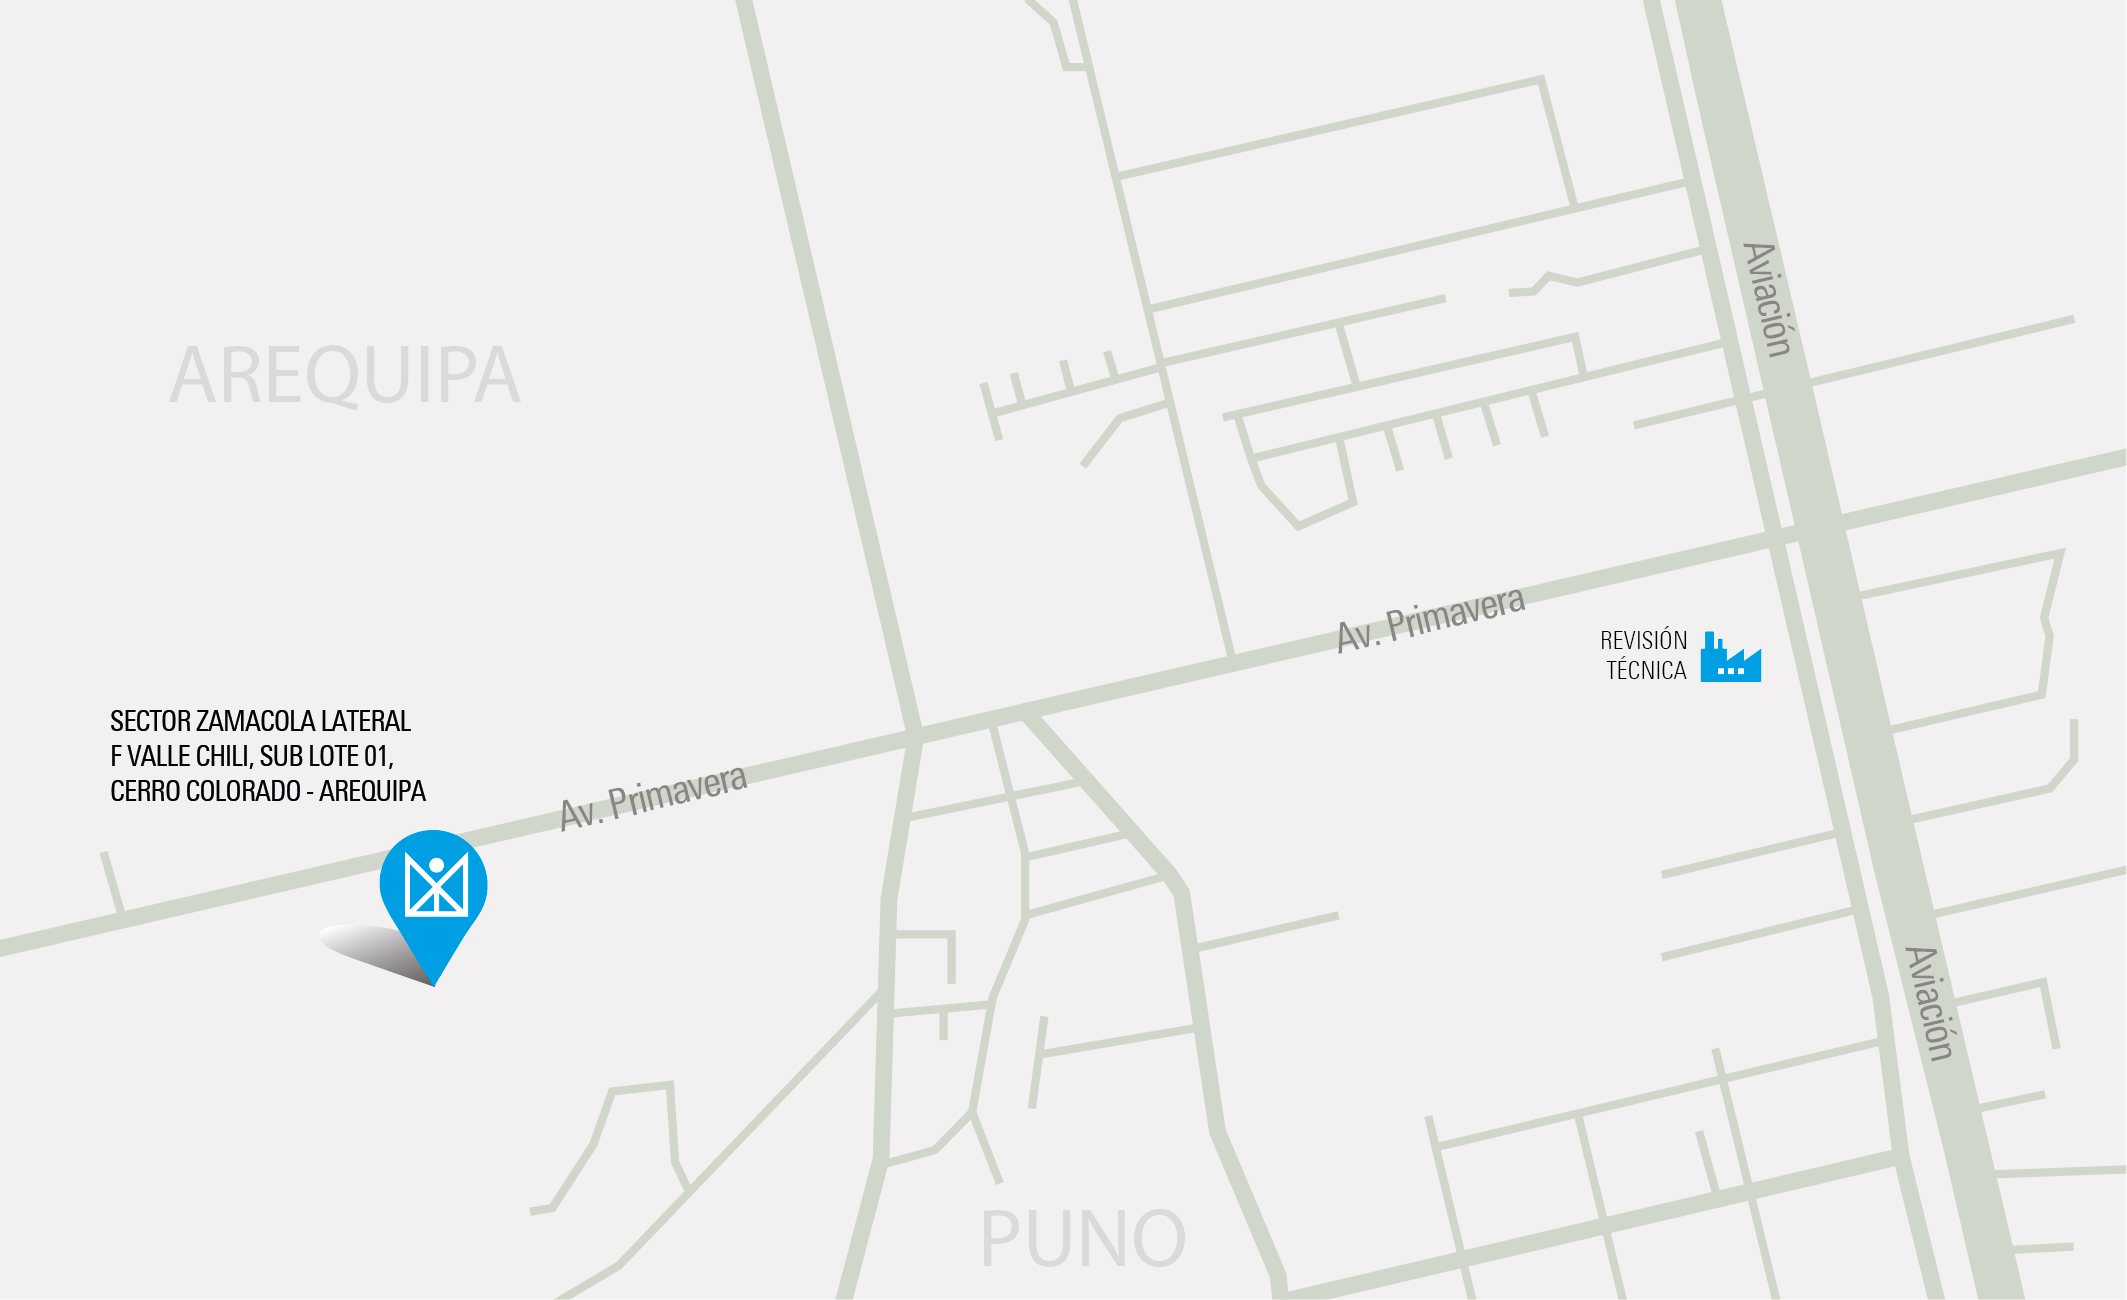 Aviación
AREQUIPA
Av. Primavera
REVISIÓN
TÉCNICA
SECTOR ZAMACOLA LATERAL
F VALLE CHILI, SUB LOTE 01,
CERRO COLORADO - AREQUIPA
Av. Primavera
Aviación
PUNO